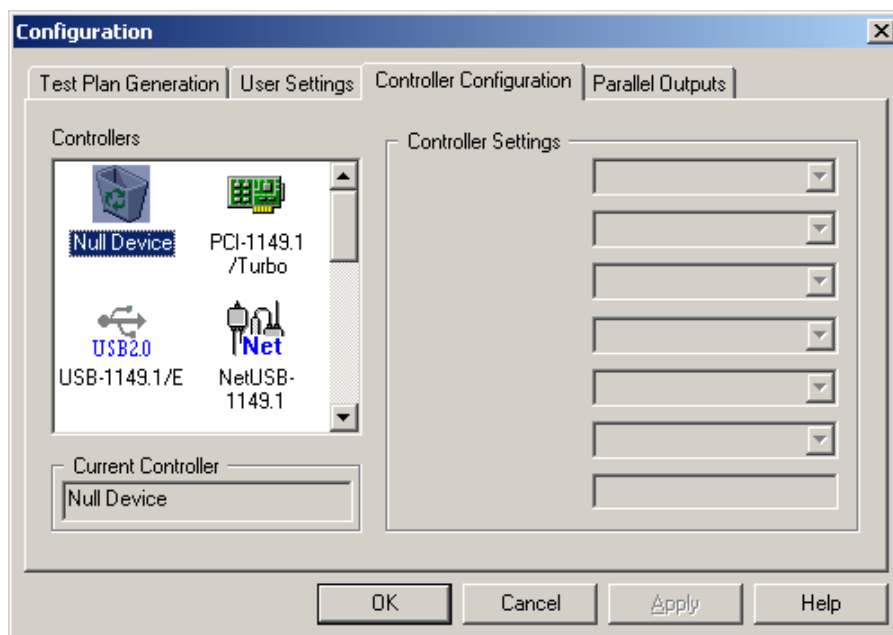 Configuration
Test Plan Generation
User Settings
Controller Configuration
Parallel Outputs
Controllers
Null Device
PCI-1149.1
/Turbo
USB2.0
USB-1149.1/E
Net
NetUSB-
1149.1
Current Controller
Null Device
Controller Settings
OK
Cancel
Apply
Help